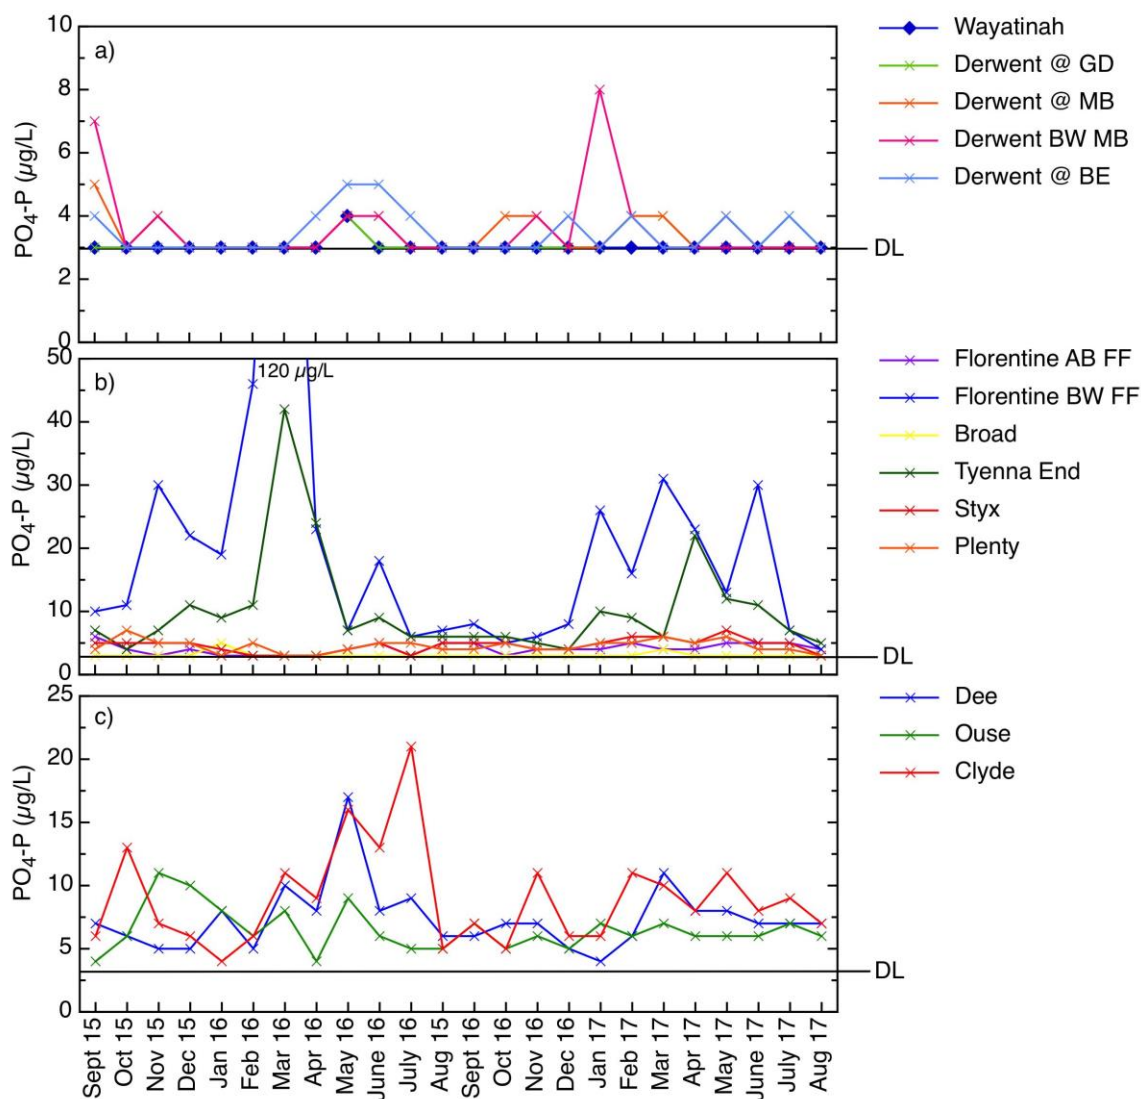 a)
PO4-P (µg/L)
10
8
6
4
2
0
DL
Wayatinah
Derwent @ GD
Derwent @ MB
Derwent BW MB
Derwent @ BE
b)
120 µg/L
PO4-P (µg/L)
50
40
30
20
10
0
DL
Florentine AB FF
Florentine BW FF
Broad
Tyenna End
Styx
Plenty
c)
PO4-P (µg/L)
25
20
15
10
5
0
DL
Dee
Ouse
Clyde
Sept 15
Oct 15
Nov 15
Dec 15
Jan 16
Feb 16
Mar 16
Apr 16
May 16
June 16
July 16
Aug 15
Sept 16
Oct 16
Nov 16
Dec 16
Jan 17
Feb 17
Mar 17
Apr 17
May 17
June 17
July 17
Aug 17